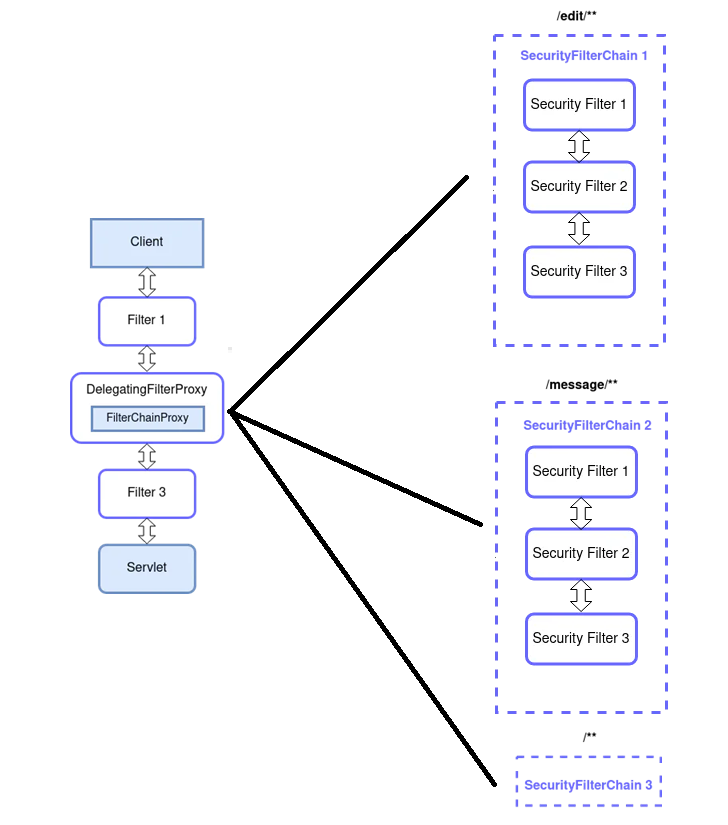 Client
Filter 1
DelegatingFilterProxy
FilterChainProxy
Filter 3
Servlet
/edit/**
SecurityFilterChain 1
Security Filter 1
Security Filter 2
Security Filter 3
/message/**
SecurityFilterChain 2
Security Filter 1
Security Filter 2
Security Filter 3
/**
SecurityFilterChain 3